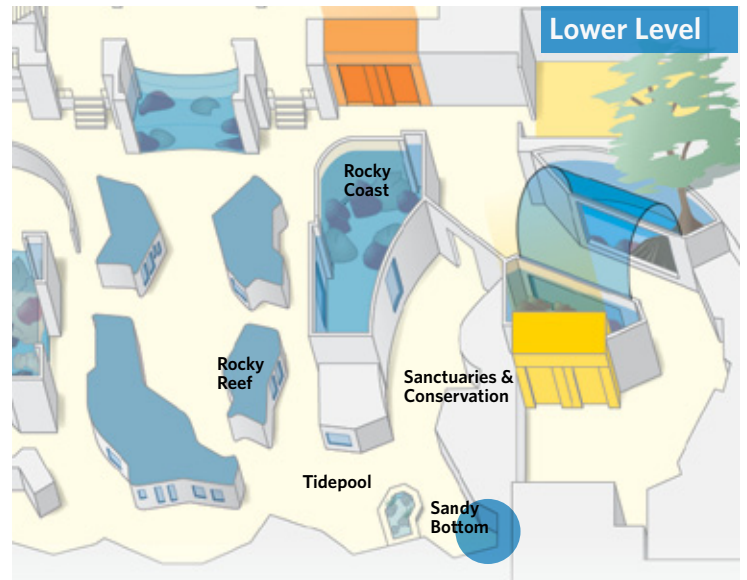 Lower Level
Rocky
Coast
Rocky
Reef
Sanctuaries &
Conservation
Tidepool
Sandy
Bottom